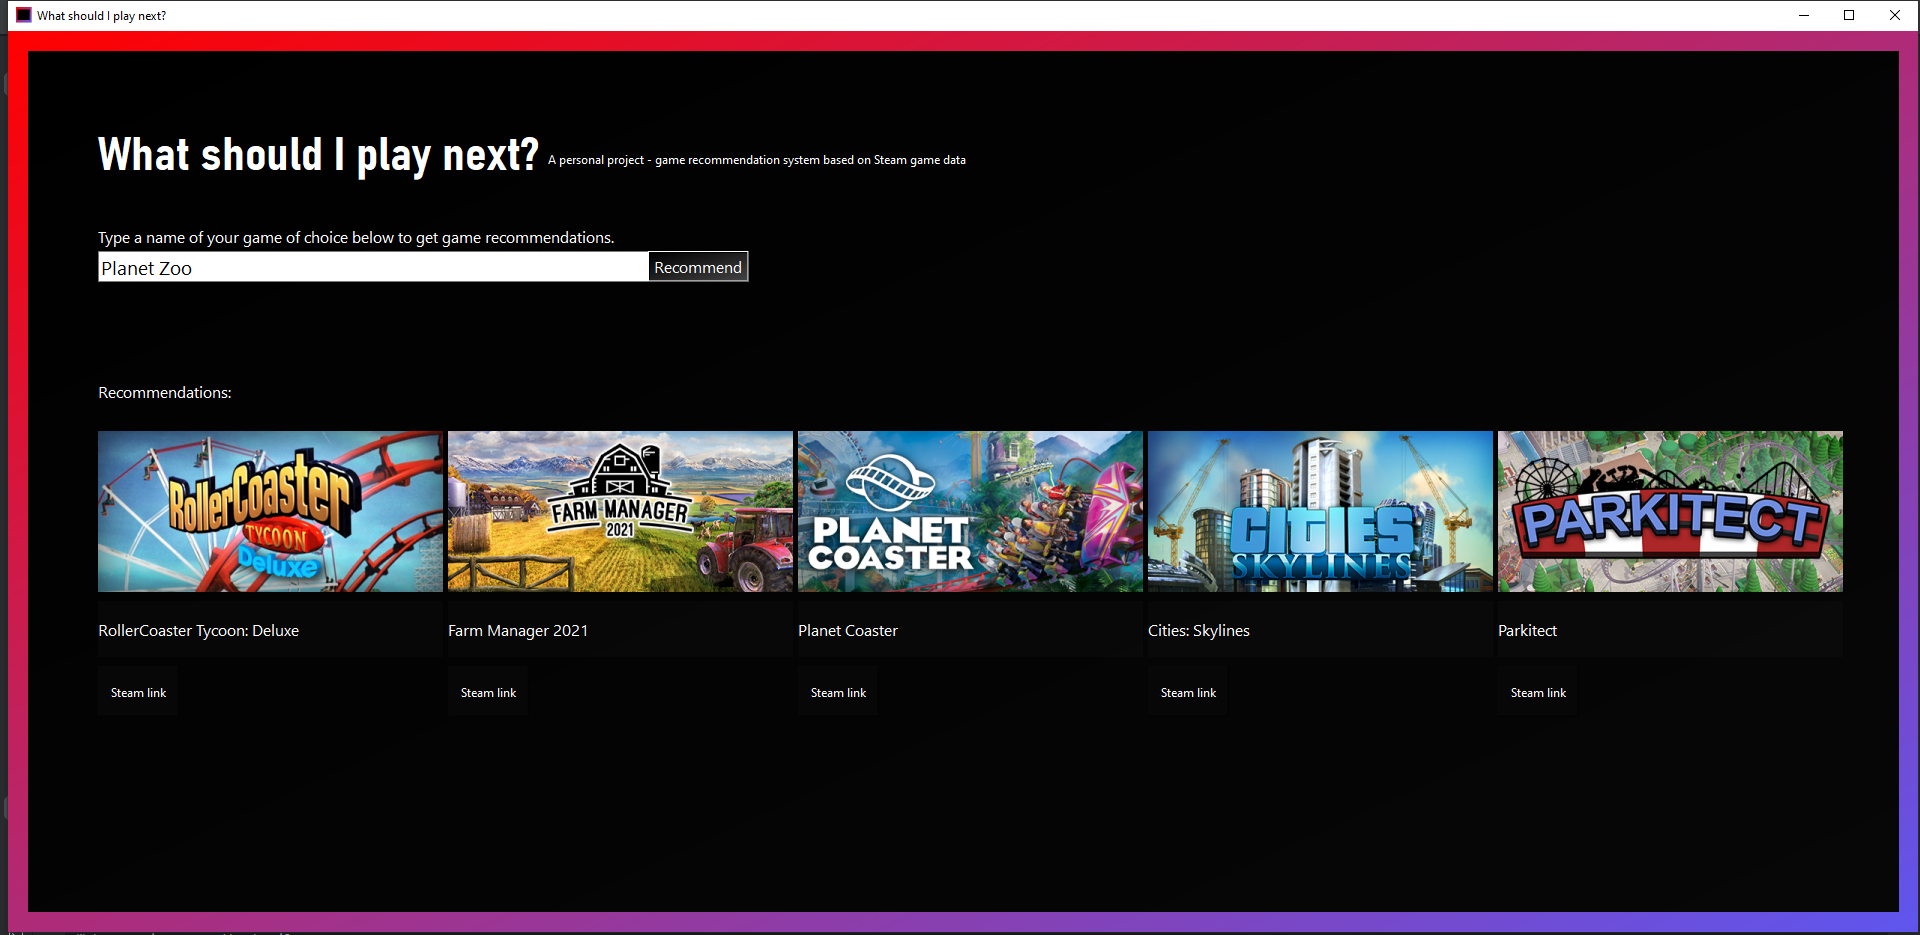 What should I play next?
What should I play next? A personal project - game recommendation system based on Steam game data
Type a name of your game of choice below to get game recommendations.
Planet Zoo Recommend
Recommendations:
RollerCoaster
TYCOON
Deluxe
FARM MANAGER
2021
PLANET
COASTER
CITIES
SKYLINES
PARKITECT
RollerCoaster Tycoon: Deluxe
Farm Manager 2021
Planet Coaster
Cities: Skylines
Parkitect
Steam link
Steam link
Steam link
Steam link
Steam link